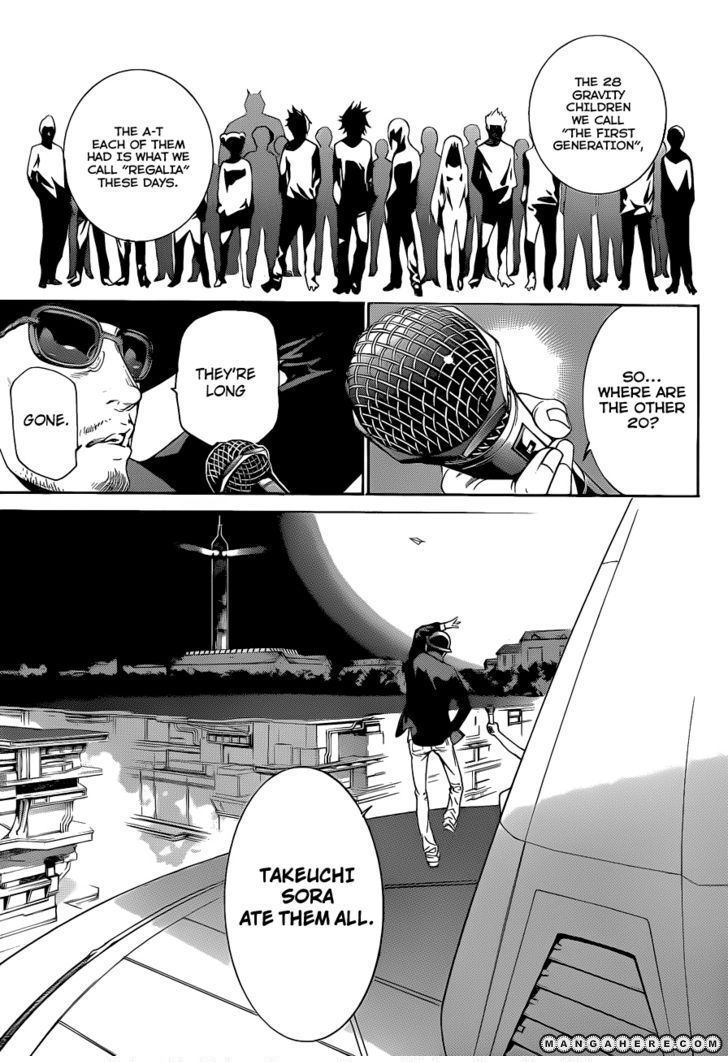 THE 28
GRAVITY
CHILDREN
WE CALL
"THE FIRST
GENERATION",
THE A-T
EACH OF THEM
HAD IS WHAT WE
CALL "REGALIA"
THESE DAYS.
SO...
WHERE ARE
THE OTHER
20?
THEY'RE
LONG
GONE.
TAKEUCHI
SORA
ATE THEM ALL.
MANGAHERE.COM